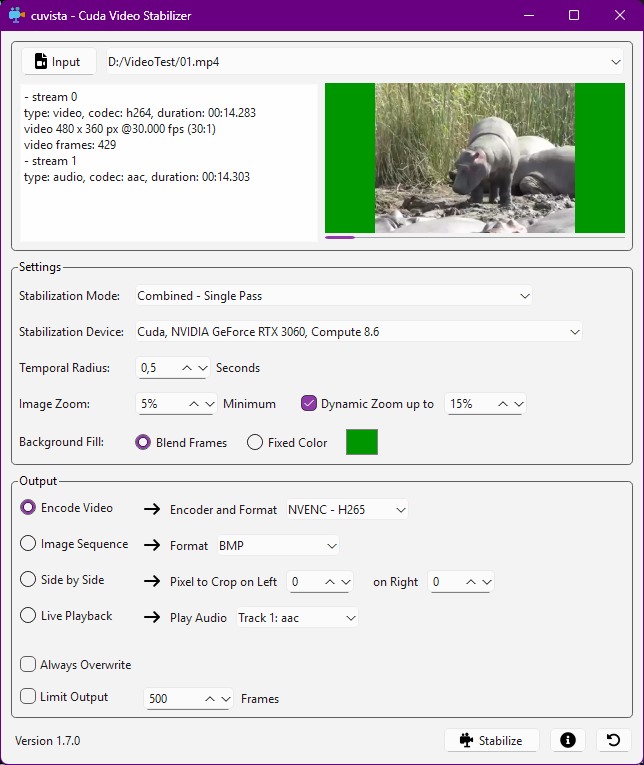 cuvista - Cuda Video Stabilizer
Input D:/VideoTest/01.mp4
- stream 0
type: video, codec: h264, duration: 00:14.283
video 480 x 360 px @30.000 fps (30:1)
video frames: 429
- stream 1
type: audio, codec: aac, duration: 00:14.303
Settings
Stabilization Mode: Combined - Single Pass
Stabilization Device: Cuda, NVIDIA GeForce RTX 3060, Compute 8.6
Temporal Radius: 0,5 Seconds
Image Zoom: 5% Minimum Dynamic Zoom up to 15%
Background Fill: Blend Frames Fixed Color
Output
Encode Video Encoder and Format NVENC - H265
Image Sequence Format BMP
Side by Side Pixel to Crop on Left 0 on Right 0
Live Playback Play Audio Track 1: aac
Always Overwrite
Limit Output 500 Frames
Version 1.7.0 Stabilize